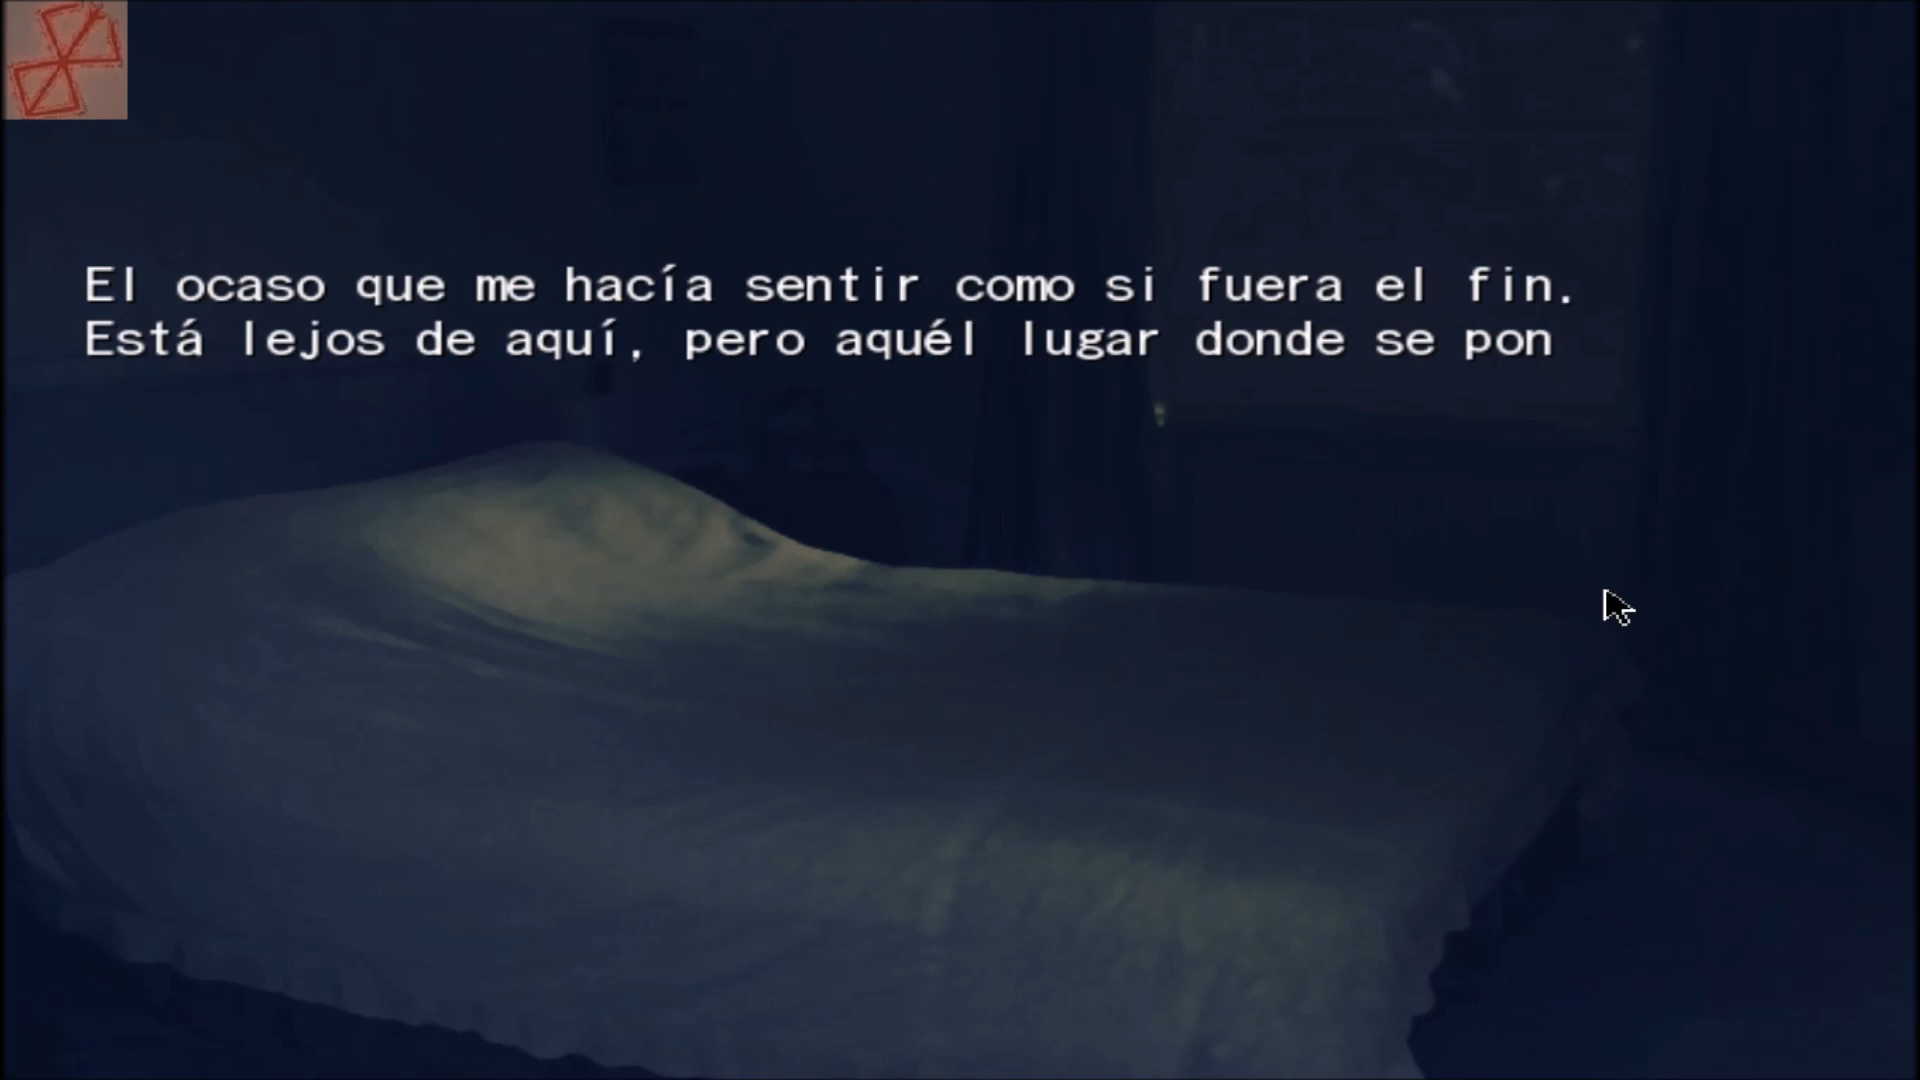 El ocaso que me hacía sentir como si fuera el fin.
Está lejos de aquí, pero aquél lugar donde se pon